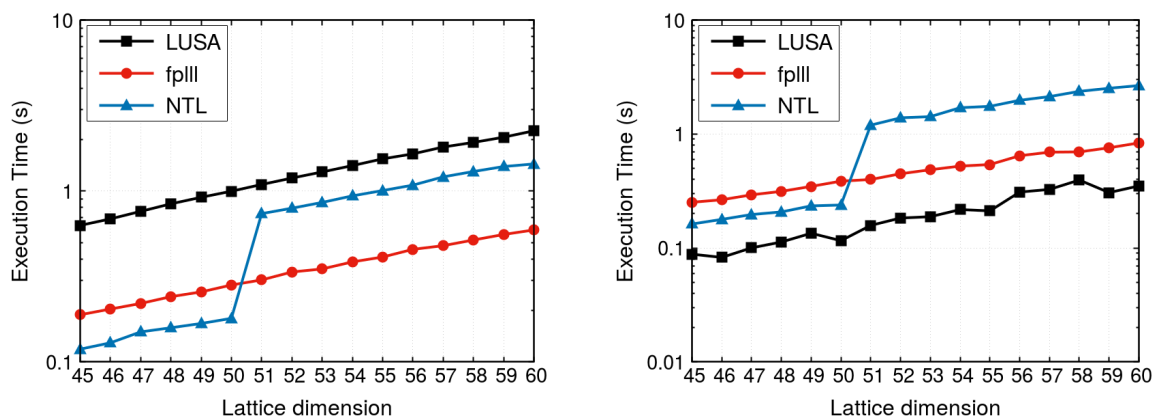 10
1
0.1
Execution Time (s)
LUSA
fplll
NTL
45 46 47 48 49 50 51 52 53 54 55 56 57 58 59 60
Lattice dimension
10
1
0.1
0.01
Execution Time (s)
LUSA
fplll
NTL
45 46 47 48 49 50 51 52 53 54 55 56 57 58 59 60
Lattice dimension